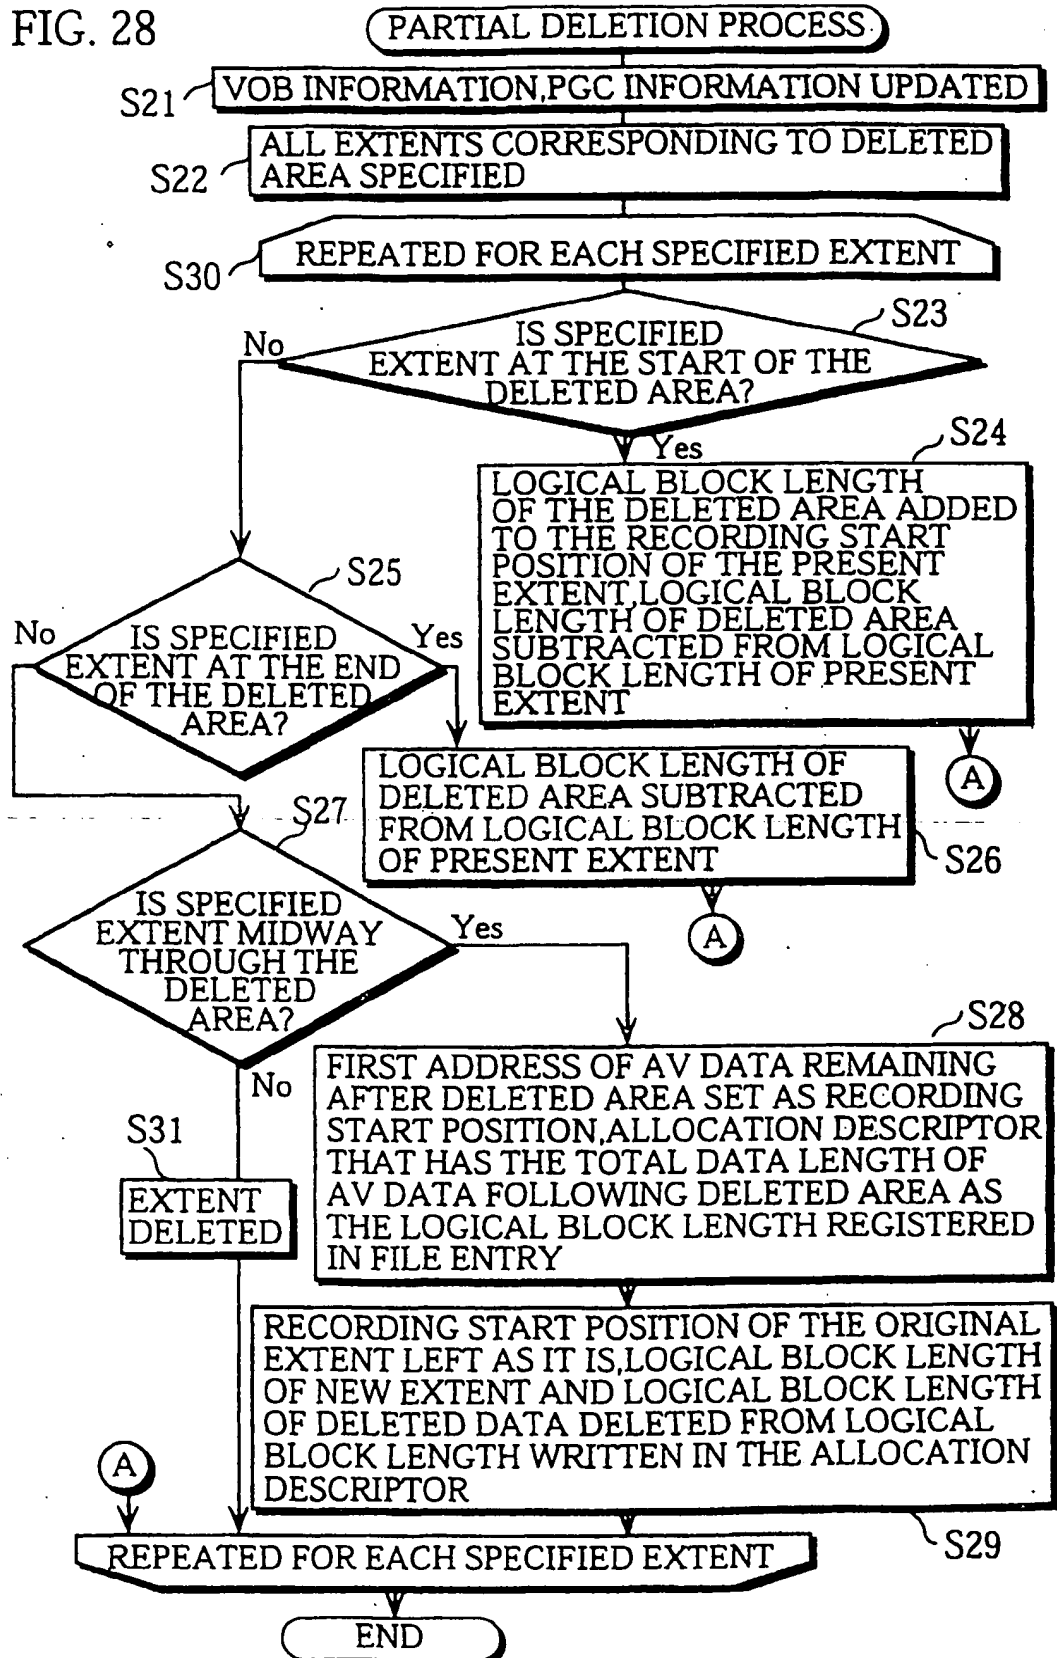 FIG. 28
PARTIAL DELETION PROCESS
S21
VOB INFORMATION,PGC INFORMATION UPDATED
S22
ALL EXTENTS CORRESPONDING TO DELETED
AREA SPECIFIED
S30
REPEATED FOR EACH SPECIFIED EXTENT
S23
IS SPECIFIED
EXTENT AT THE START OF THE
DELETED AREA?
No
Yes
S24
LOGICAL BLOCK LENGTH
OF THE DELETED AREA ADDED
TO THE RECORDING START
POSITION OF THE PRESENT
EXTENT,LOGICAL BLOCK
LENGTH OF DELETED AREA
SUBTRACTED FROM LOGICAL
BLOCK LENGTH OF PRESENT
EXTENT
A
S25
No
Yes
IS SPECIFIED
EXTENT AT THE END
OF THE DELETED
AREA?
LOGICAL BLOCK LENGTH OF
DELETED AREA SUBTRACTED
FROM LOGICAL BLOCK LENGTH
OF PRESENT EXTENT
S26
A
S27
IS SPECIFIED
EXTENT MIDWAY
THROUGH THE
DELETED
AREA?
Yes
No
S28
FIRST ADDRESS OF AV DATA REMAINING
AFTER DELETED AREA SET AS RECORDING
START POSITION,ALLOCATION DESCRIPTOR
THAT HAS THE TOTAL DATA LENGTH OF
AV DATA FOLLOWING DELETED AREA AS
THE LOGICAL BLOCK LENGTH REGISTERED
IN FILE ENTRY
S31
EXTENT
DELETED
RECORDING START POSITION OF THE ORIGINAL
EXTENT LEFT AS IT IS,LOGICAL BLOCK LENGTH
OF NEW EXTENT AND LOGICAL BLOCK LENGTH
OF DELETED DATA DELETED FROM LOGICAL
BLOCK LENGTH WRITTEN IN THE ALLOCATION
DESCRIPTOR
S29
A
REPEATED FOR EACH SPECIFIED EXTENT
END